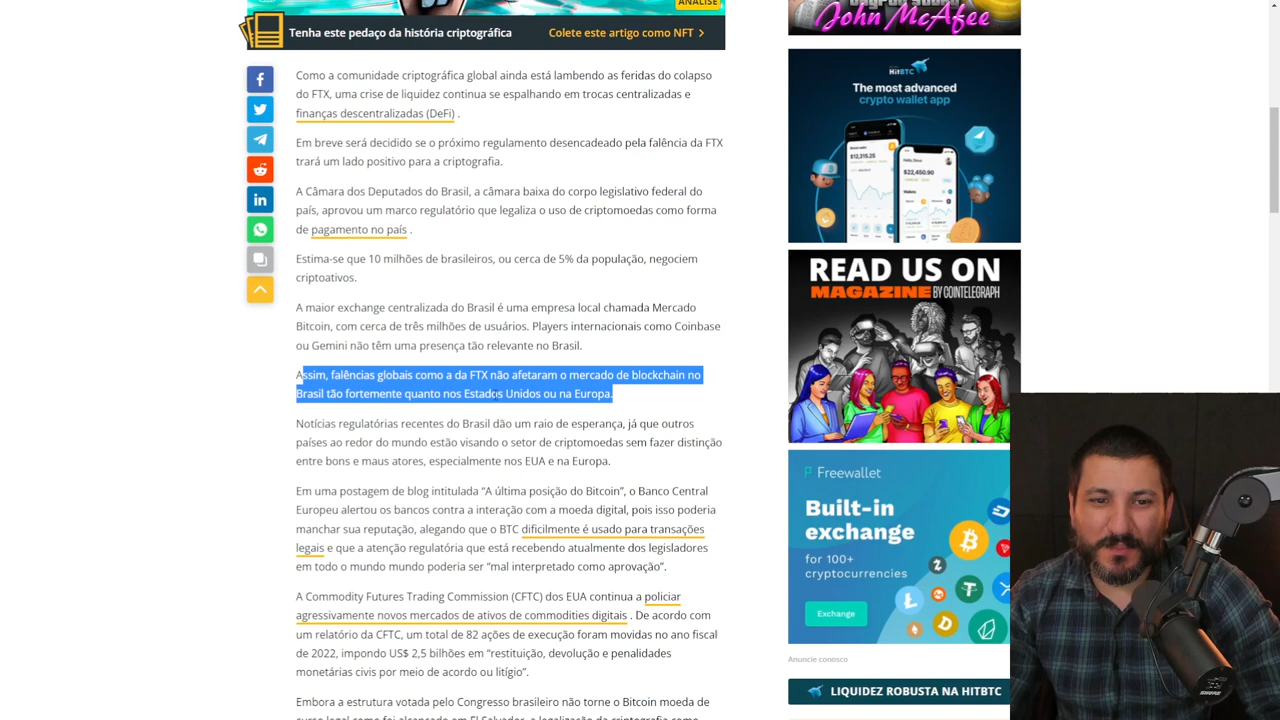 ANÁLISE
John McAfee
Tenha este pedaço da história criptográfica
Colete este artigo como NFT
Como a comunidade criptográfica global ainda está lambendo as feridas do colapso
do FTX, uma crise de liquidez continua se espalhando em trocas centralizadas e
finanças descentralizadas (DeFi) .
Em breve será decidido se o próximo regulamento desencadeado pela falência da FTX
trará um lado positivo para a criptografia.
A Câmara dos Deputados do Brasil, a câmara baixa do corpo legislativo federal do
país, aprovou um marco regulatório que legaliza o uso de criptomoedas como forma
de pagamento no país .
Estima-se que 10 milhões de brasileiros, ou cerca de 5% da população, negociem
criptoativos.
A maior exchange centralizada do Brasil é uma empresa local chamada Mercado
Bitcoin, com cerca de três milhões de usuários. Players internacionais como Coinbase
ou Gemini não têm uma presença tão relevante no Brasil.
Assim, falências globais como a da FTX não afetaram o mercado de blockchain no
Brasil tão fortemente quanto nos Estados Unidos ou na Europa.
Notícias regulatórias recentes do Brasil dão um raio de esperança, já que outros
países ao redor do mundo estão visando o setor de criptomoedas sem fazer distinção
entre bons e maus atores, especialmente nos EUA e na Europa.
Em uma postagem de blog intitulada “A última posição do Bitcoin”, o Banco Central
Europeu alertou os bancos contra a interação com a moeda digital, pois isso poderia
manchar sua reputação, alegando que o BTC dificilmente é usado para transações
legais e que a atenção regulatória que está recebendo atualmente dos legisladores
em todo o mundo mundo poderia ser “mal interpretado como aprovação”.
A Commodity Futures Trading Commission (CFTC) dos EUA continua a policiar
agressivamente novos mercados de ativos de commodities digitais . De acordo com
um relatório da CFTC, um total de 82 ações de execução foram movidas no ano fiscal
de 2022, impondo US$ 2,5 bilhões em “restituição, devolução e penalidades
monetárias civis por meio de acordo ou litígio”.
Embora a estrutura votada pelo Congresso brasileiro não torne o Bitcoin moeda de
HitBTC
The most advanced
crypto wallet app
$12,315.25
$22,450.90
READ US ON
MAGAZINE BY COINTELEGRAPH
Freewallet
Built-in
exchange
for 100+
cryptocurrencies
Exchange
Anuncie conosco
LIQUIDEZ ROBUSTA NA HITBTC